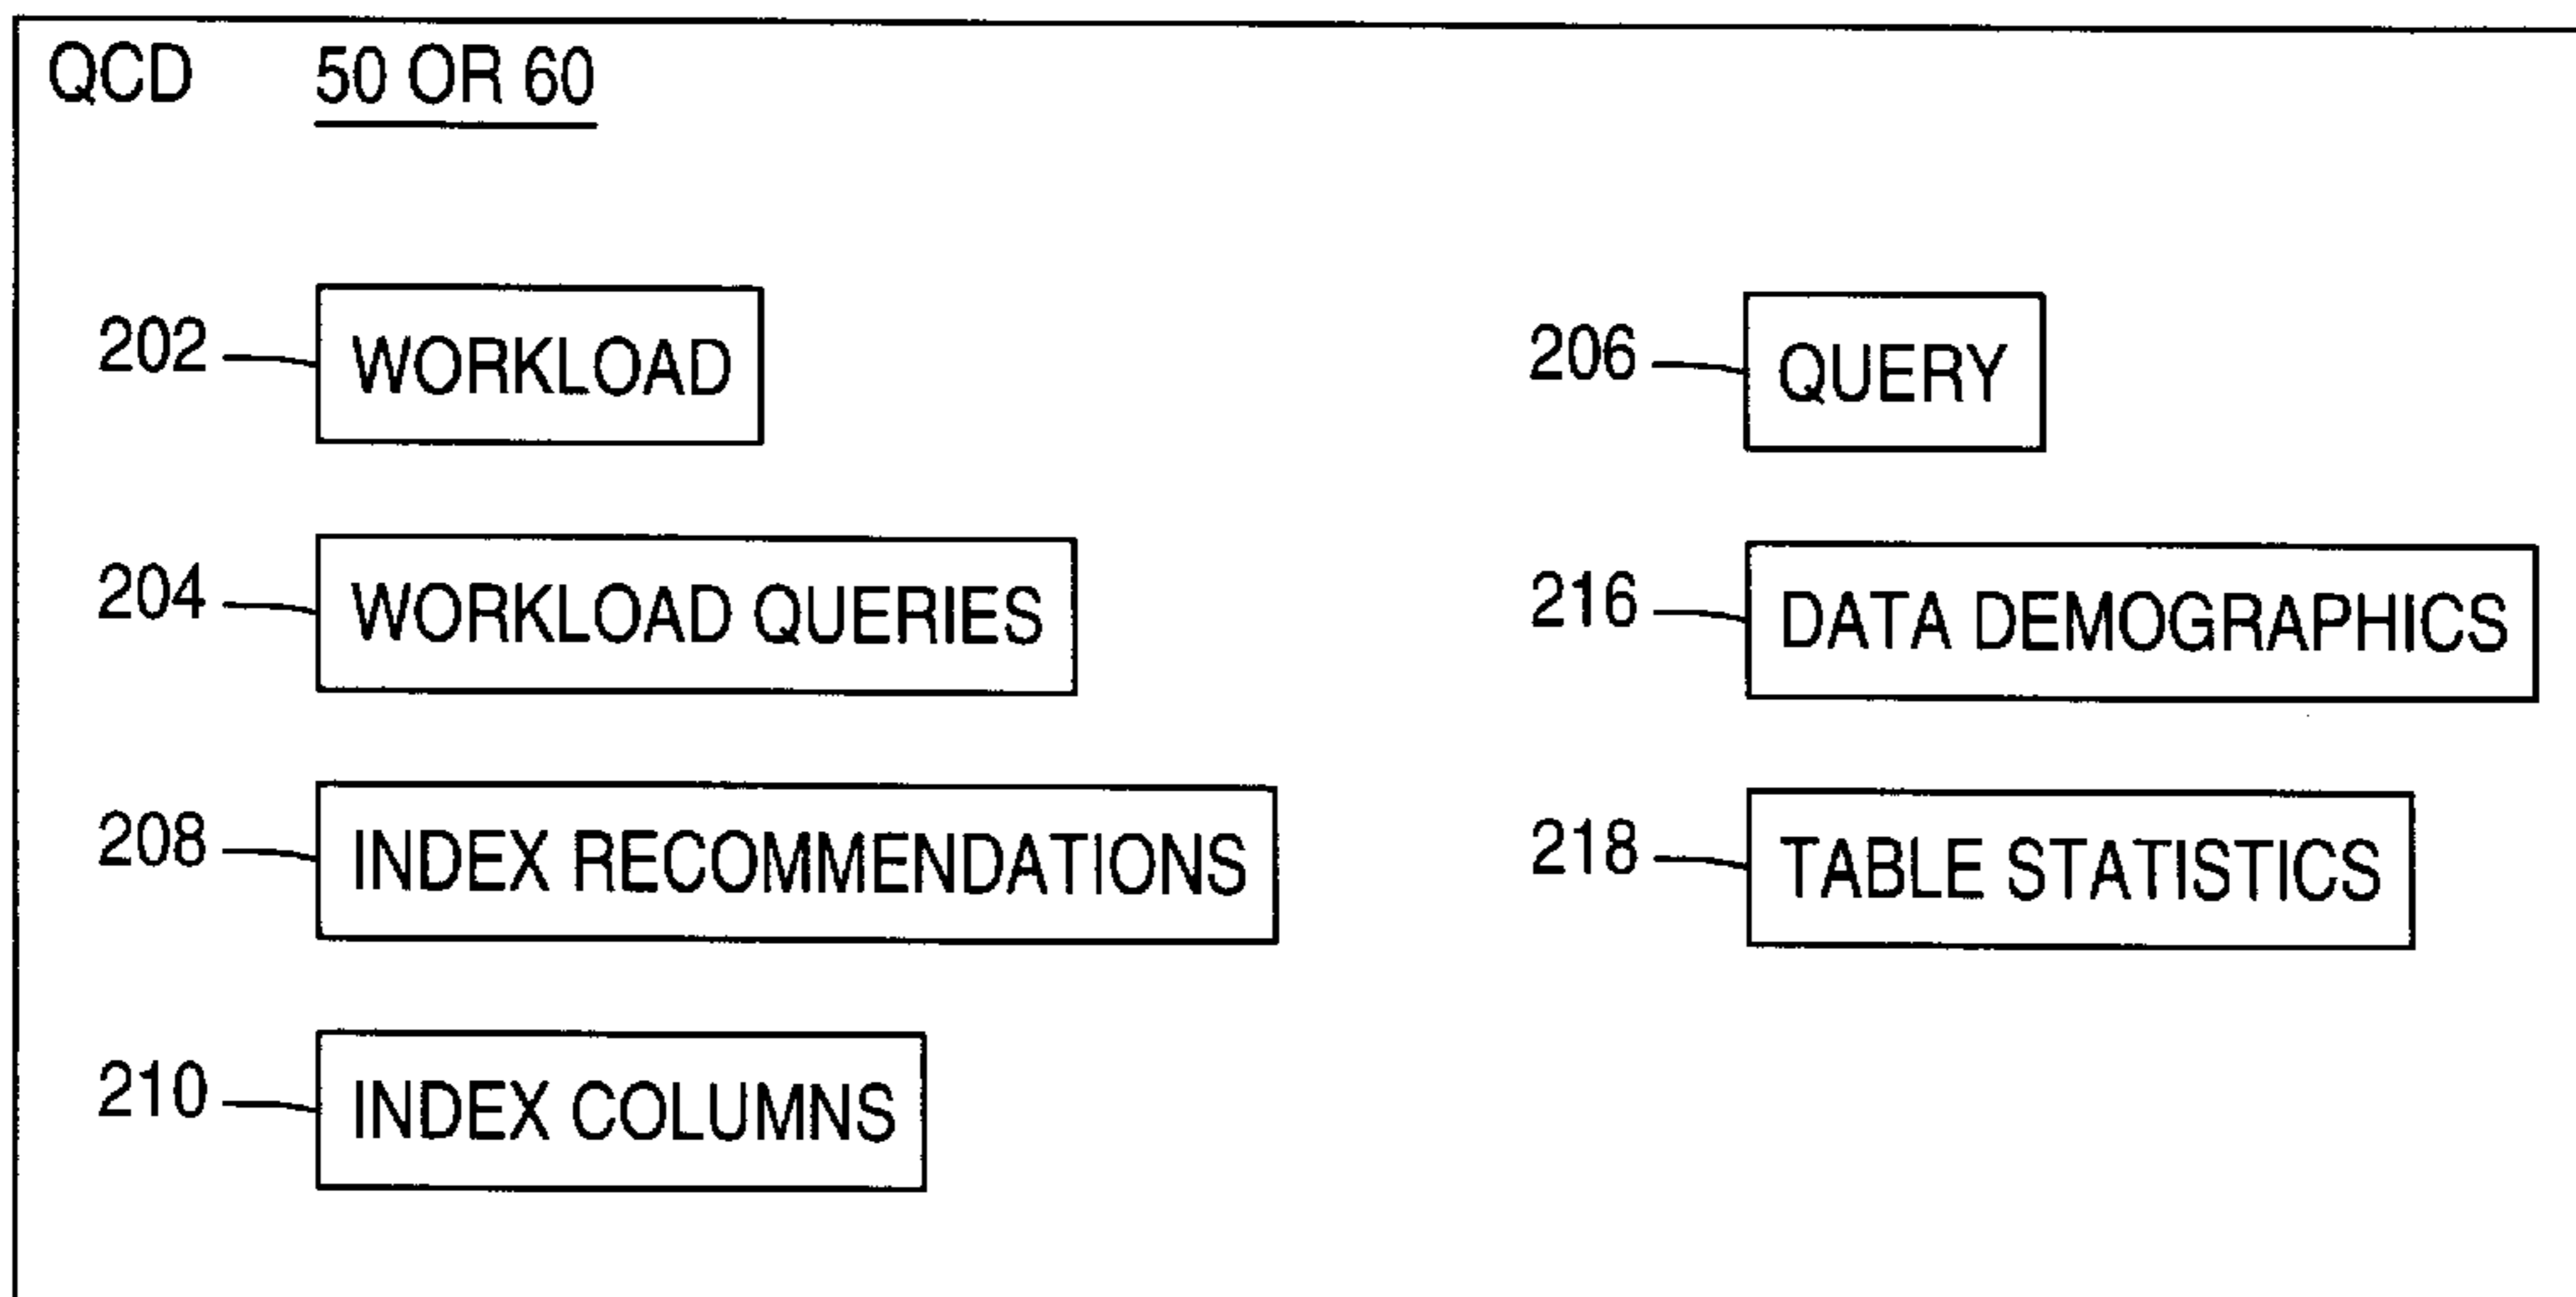 QCD 50 OR 60
202 WORKLOAD
206 QUERY
204 WORKLOAD QUERIES
216 DATA DEMOGRAPHICS
208 INDEX RECOMMENDATIONS
218 TABLE STATISTICS
210 INDEX COLUMNS